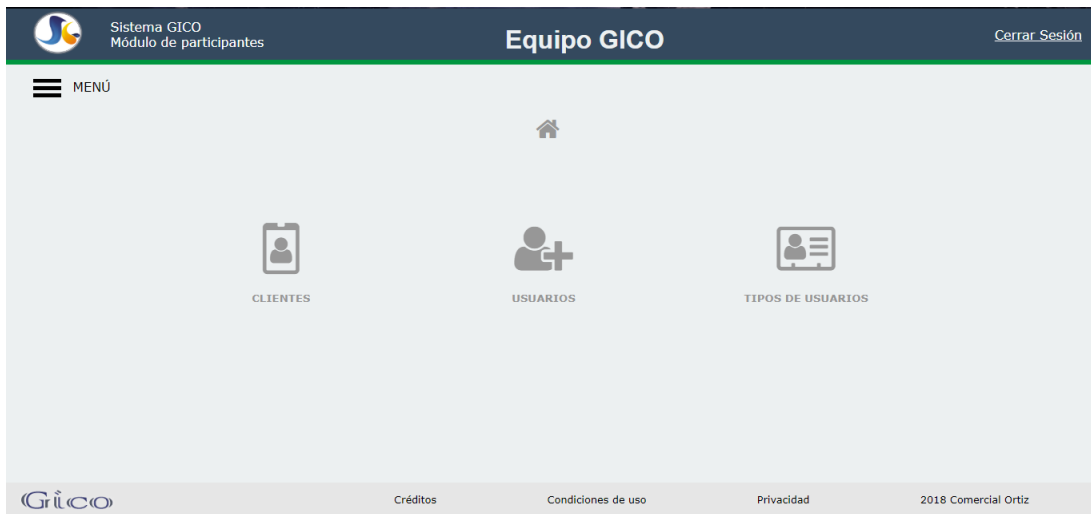 Sistema GICO
Módulo de participantes
Equipo GICO
Cerrar Sesión
MENÚ
CLIENTES
USUARIOS
TIPOS DE USUARIOS
Gico
Créditos
Condiciones de uso
Privacidad
2018 Comercial Ortiz